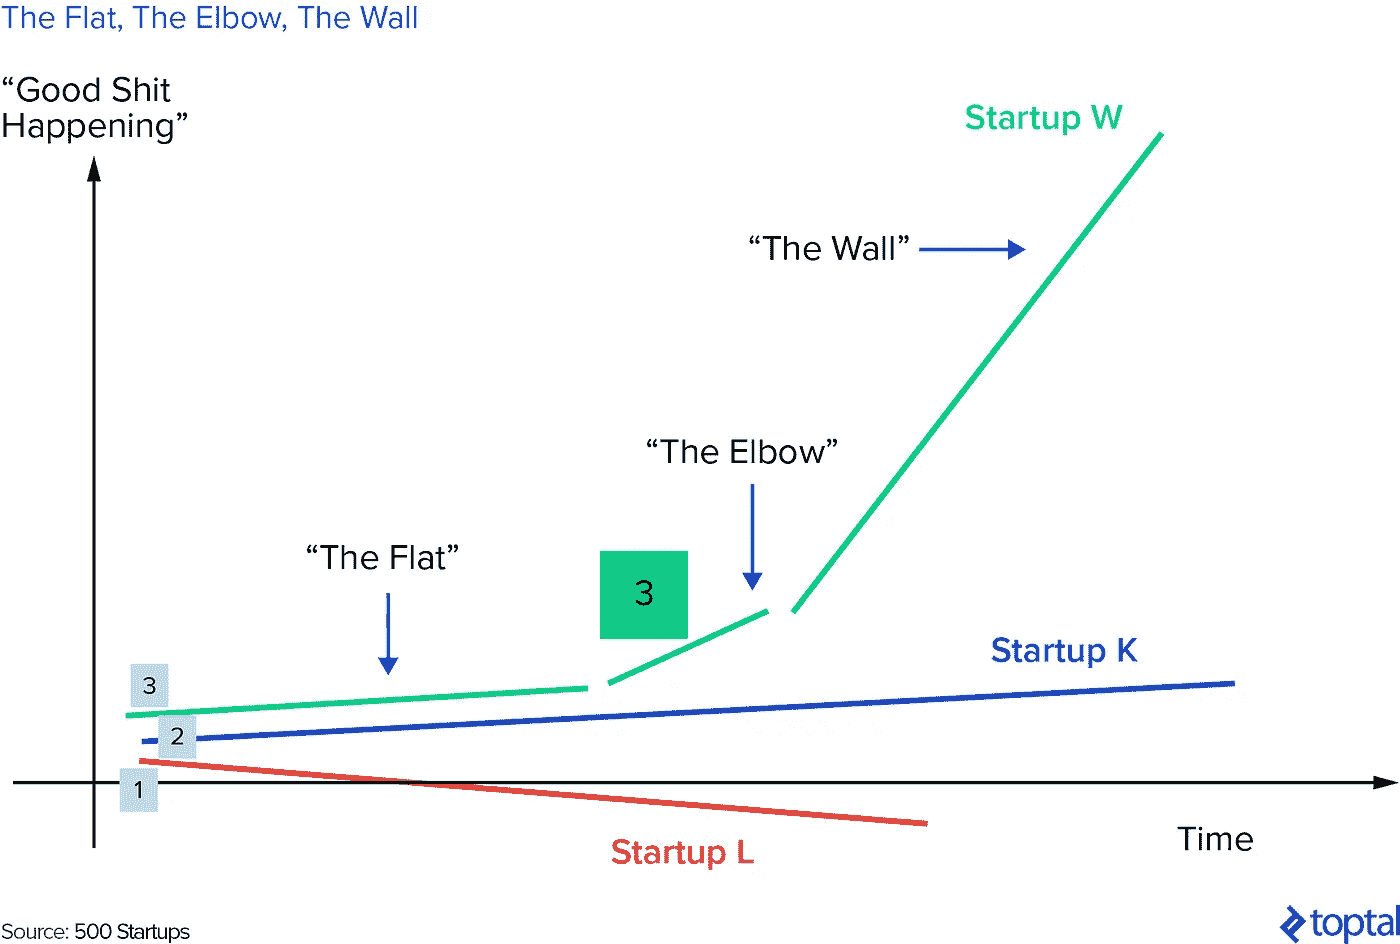 The Flat, The Elbow, The Wall
“Good Shit
Happening”
Startup W
“The Wall”
“The Elbow”
“The Flat”
3
Startup K
3
2
1
Startup L
Time
Source: 500 Startups
toptal